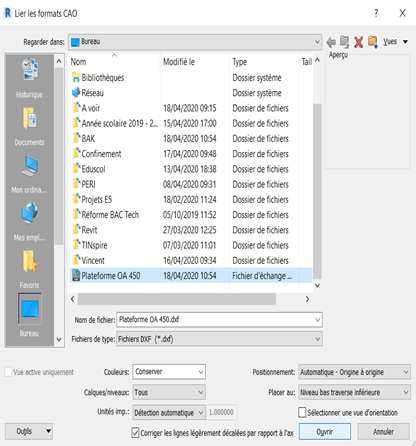 Lier les formats CAO
Regarder dans: Bureau
Vues
Aperçu
Nom Modifié le Type Tail
Bibliothèques Dossier système
Réseau Dossier système
A voir 18/04/2020 09:15 Dossier de fichiers
Année scolaire 2019 - 2... 15/04/2020 17:00 Dossier de fichiers
BAK 18/04/2020 10:54 Dossier de fichiers
Confinement 17/04/2020 09:48 Dossier de fichiers
Eduscol 13/04/2020 18:38 Dossier de fichiers
PERI 08/04/2020 09:31 Dossier de fichiers
Projets E5 18/02/2020 11:24 Dossier de fichiers
Réforme BAC Tech 05/10/2019 11:52 Dossier de fichiers
Revit 27/03/2020 12:25 Dossier de fichiers
TINspire 07/03/2020 11:01 Dossier de fichiers
Vincent 16/04/2020 09:34 Dossier de fichiers
Plateforme OA 450 18/04/2020 10:54 Fichier d'échange ...
Historique
Documents
Mon ordina...
Mes empl...
Favoris
Bureau
Nom de fichier: Plateforme OA 450.dxf
Fichiers de type: Fichiers DXF (*.dxf)
Vue active uniquement
Couleurs: Conserver
Positionnement: Automatique - Origine à origine
Calques/niveaux: Tous
Placer au: Niveau bas traverse inférieure
Unités imp.: Détection automatique 1.000000
Sélectionner une vue d'orientation
Corriger les lignes légèrement décalées par rapport à l'ax
Outils
Ouvrir
Annuler